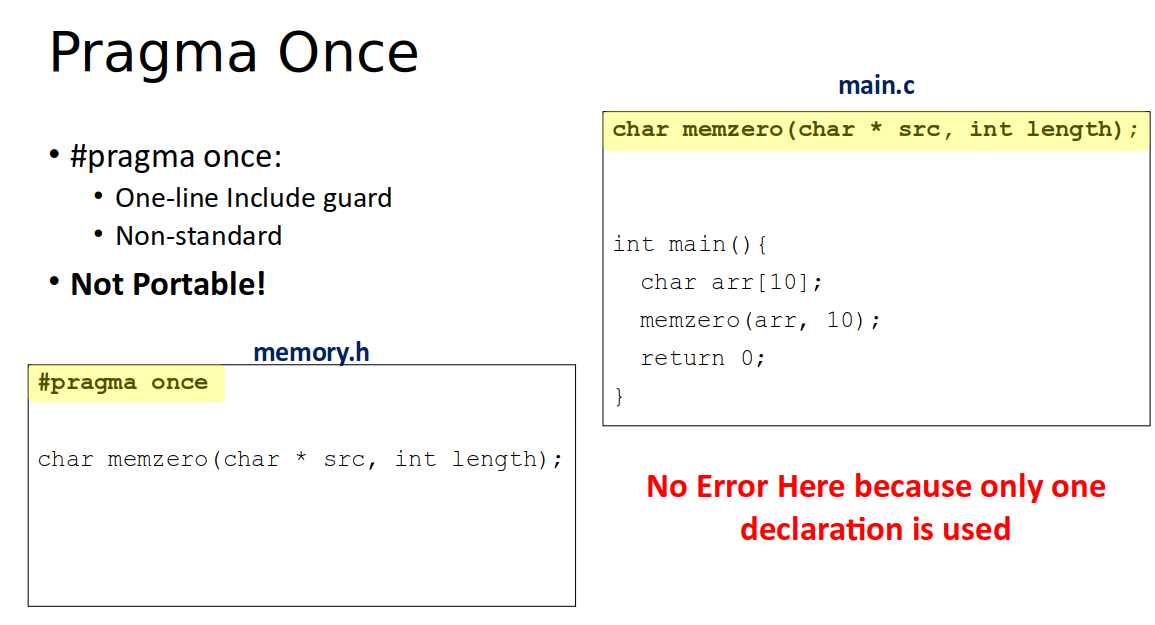 Pragma Once
• #pragma once:
• One-line Include guard
• Non-standard
• Not Portable!
memory.h
#pragma once
char memzero(char * src, int length);
main.c
char memzero(char * src, int length);
int main(){
char arr[10];
memzero(arr, 10);
return 0;
}
No Error Here because only one
declaration is used